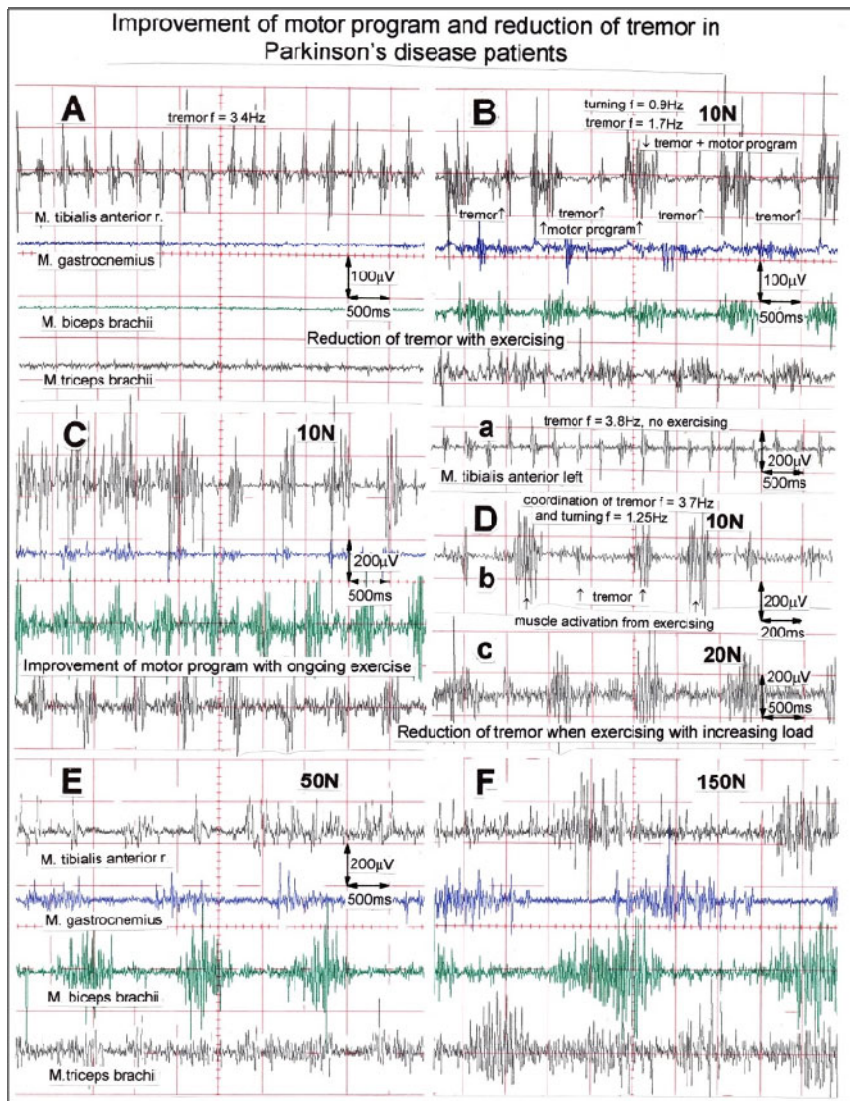 Improvement of motor program and reduction of tremor in
Parkinson's disease patients
A
tremor f = 3.4Hz
M. tibialis anterior r.
M. gastrocnemius
100µV
500ms
M. biceps brachii
M.triceps brachii
B
turning f = 0.9Hz
10N
tremor f = 1.7Hz
↓ tremor + motor program
tremor↑
tremor↑
tremor↑
tremor↑
↑motor program↑
100µV
500ms
Reduction of tremor with exercising
C
10N
200µV
500ms
Improvement of motor program with ongoing exercise
a
tremor f = 3.8Hz, no exercising
200µV
500ms
M. tibialis anterior left
D
coordination of tremor f = 3.7Hz
and turning f = 1.25Hz
10N
b
↑ ↑ tremor ↑ ↑
200µV
200ms
muscle activation from exercising
c
20N
200µV
500ms
Reduction of tremor when exercising with increasing load
E
50N
M. tibialis anterior r.
200µV
500ms
M. gastrocnemius
M. biceps brachii
M.triceps brachii
F
150N